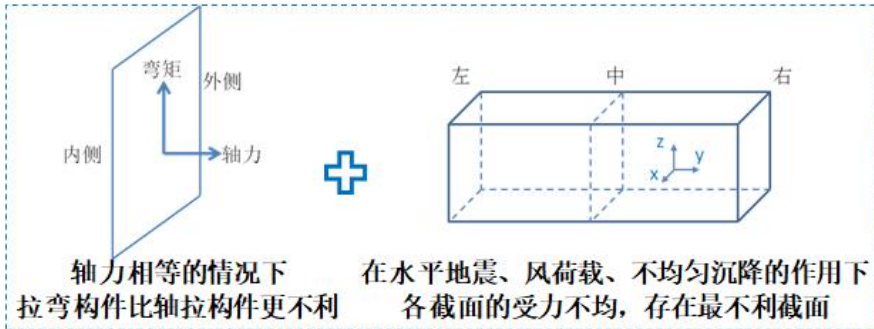 弯矩
外侧
内侧
轴力
轴力相等的情况下
拉弯构件比轴拉构件更不利
左
中
右
z
y
x
在水平地震、风荷载、不均匀沉降的作用下
各截面的受力不均，存在最不利截面